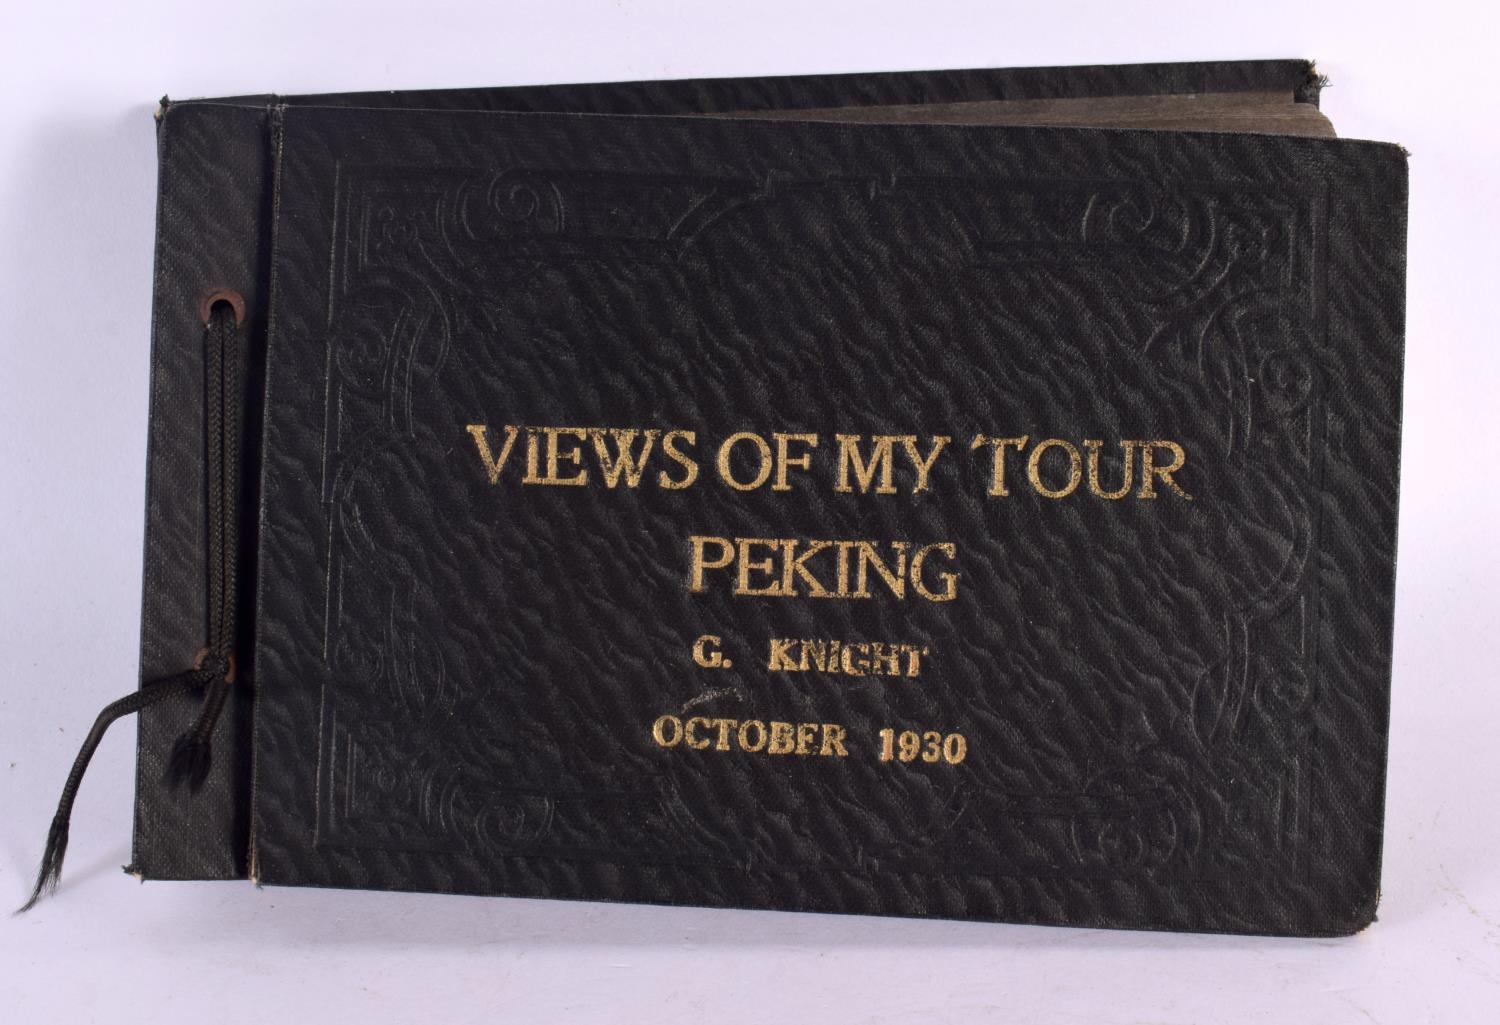 VIEWS OF MY TOUR
PEKING
G. KNIGHT
OCTOBER 1930